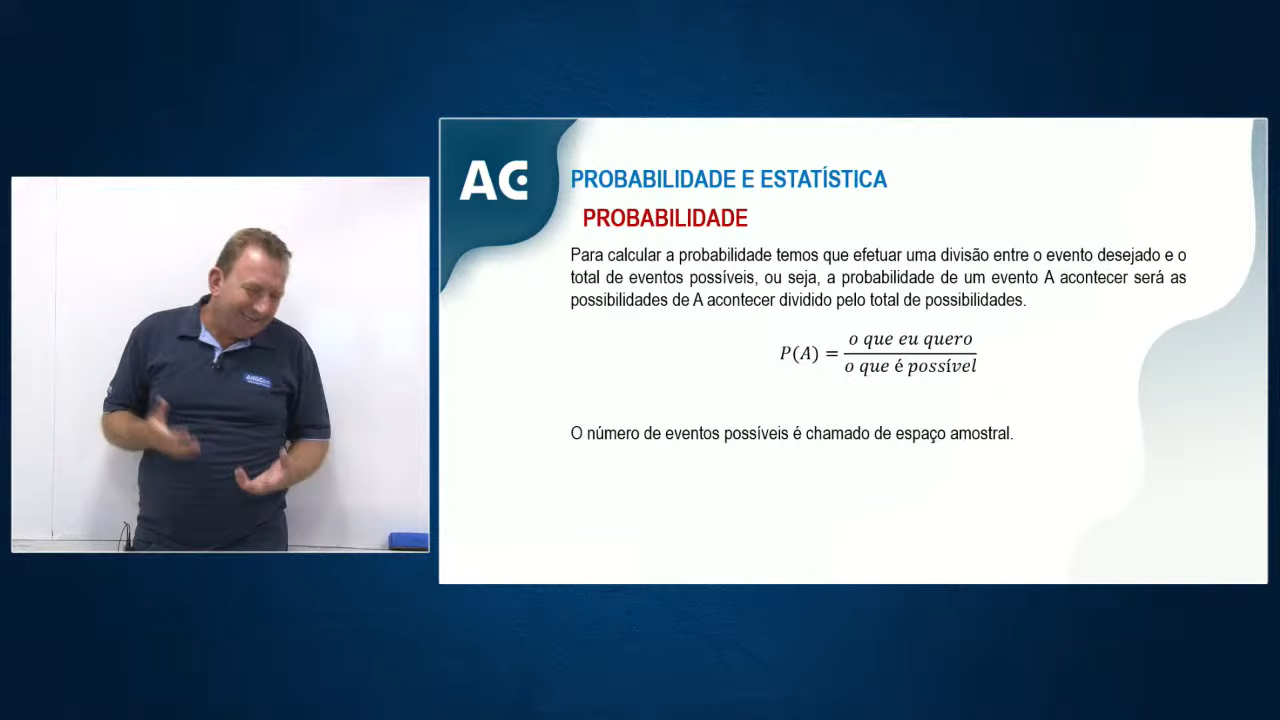 AC
PROBABILIDADE E ESTATÍSTICA
PROBABILIDADE
Para calcular a probabilidade temos que efetuar uma divisão entre o evento desejado e o
total de eventos possíveis, ou seja, a probabilidade de um evento A acontecer será as
possibilidades de A acontecer dividido pelo total de possibilidades.
P(A) = o que eu quero
o que é possível
O número de eventos possíveis é chamado de espaço amostral.